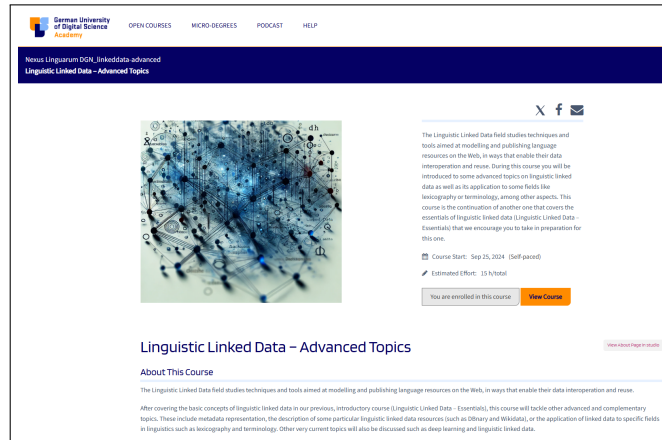 German University
of Digital Science
Academy
OPEN COURSES MICRO-DEGREES PODCAST HELP
Nexus Linguarum DGN_linkeddata-advanced
Linguistic Linked Data – Advanced Topics
The Linguistic Linked Data field studies techniques and
tools aimed at modelling and publishing language
resources on the Web, in ways that enable their data
interoperation and reuse. During this course you will be
introduced to some advanced topics on linguistic linked
data as well as its application to some fields like
lexicography or terminology, among other aspects. This
course is the continuation of another one that covers the
essentials of linguistic linked data (Linguistic Linked Data –
Essentials) that we encourage you to take in preparation for
this one.
Course Start: Sep 25, 2024 (Self-paced)
Estimated Effort: 15 h/total
You are enrolled in this course View Course
Linguistic Linked Data – Advanced Topics
View About Page in studio
About This Course
The Linguistic Linked Data field studies techniques and tools aimed at modelling and publishing language resources on the Web, in ways that enable their data interoperation and reuse.
After covering the basic concepts of linguistic linked data in our previous, introductory course (Linguistic Linked Data – Essentials), this course will tackle other advanced and complementary
topics. These include metadata representation, the description of some particular linguistic linked data resources (such as DBnary and Wikidata), or the application of linked data to specific fields
in linguistics such as lexicography and terminology. Other very current topics will also be discussed such as deep learning and linguistic linked data.